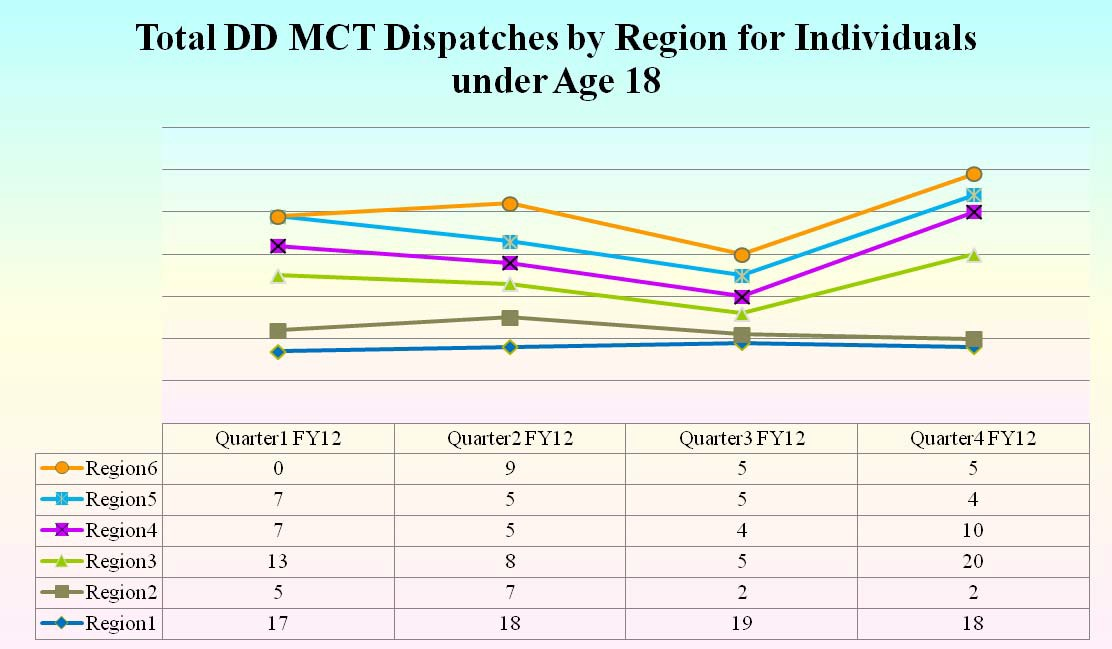 Total DD MCT Dispatches by Region for Individuals
under Age 18
Quarter1 FY12 Quarter2 FY12 Quarter3 FY12 Quarter4 FY12
Region6 0 9 5 5
Region5 7 5 5 4
Region4 7 5 4 10
Region3 13 8 5 20
Region2 5 7 2 2
Region1 17 18 19 18